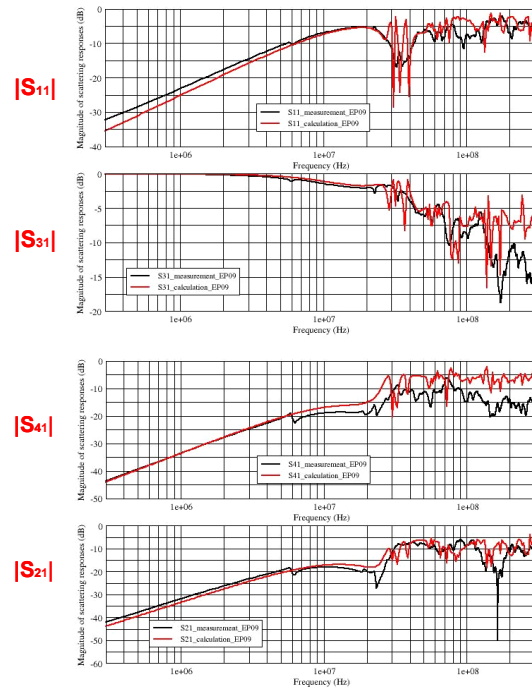 |S11|
Magnitude of scattering responses (dB)
0
-10
-20
-30
-40
S11_measurement_EP09
S11_calculation_EP09
1e+06
1e+07
1e+08
Frequency (Hz)
|S31|
Magnitude of scattering responses (dB)
0
-5
-10
-15
-20
S31_measurement_EP09
S31_calculation_EP09
1e+06
1e+07
1e+08
Frequency (Hz)
|S41|
Magnitude of scattering responses (dB)
0
-10
-20
-30
-40
-50
S41_measurement_EP09
S41_calculation_EP09
1e+06
1e+07
1e+08
Frequency (Hz)
|S21|
Magnitude of scattering responses (dB)
0
-10
-20
-30
-40
-50
-60
S21_measurement_EP09
S21_calculation_EP09
1e+06
1e+07
1e+08
Frequency (Hz)